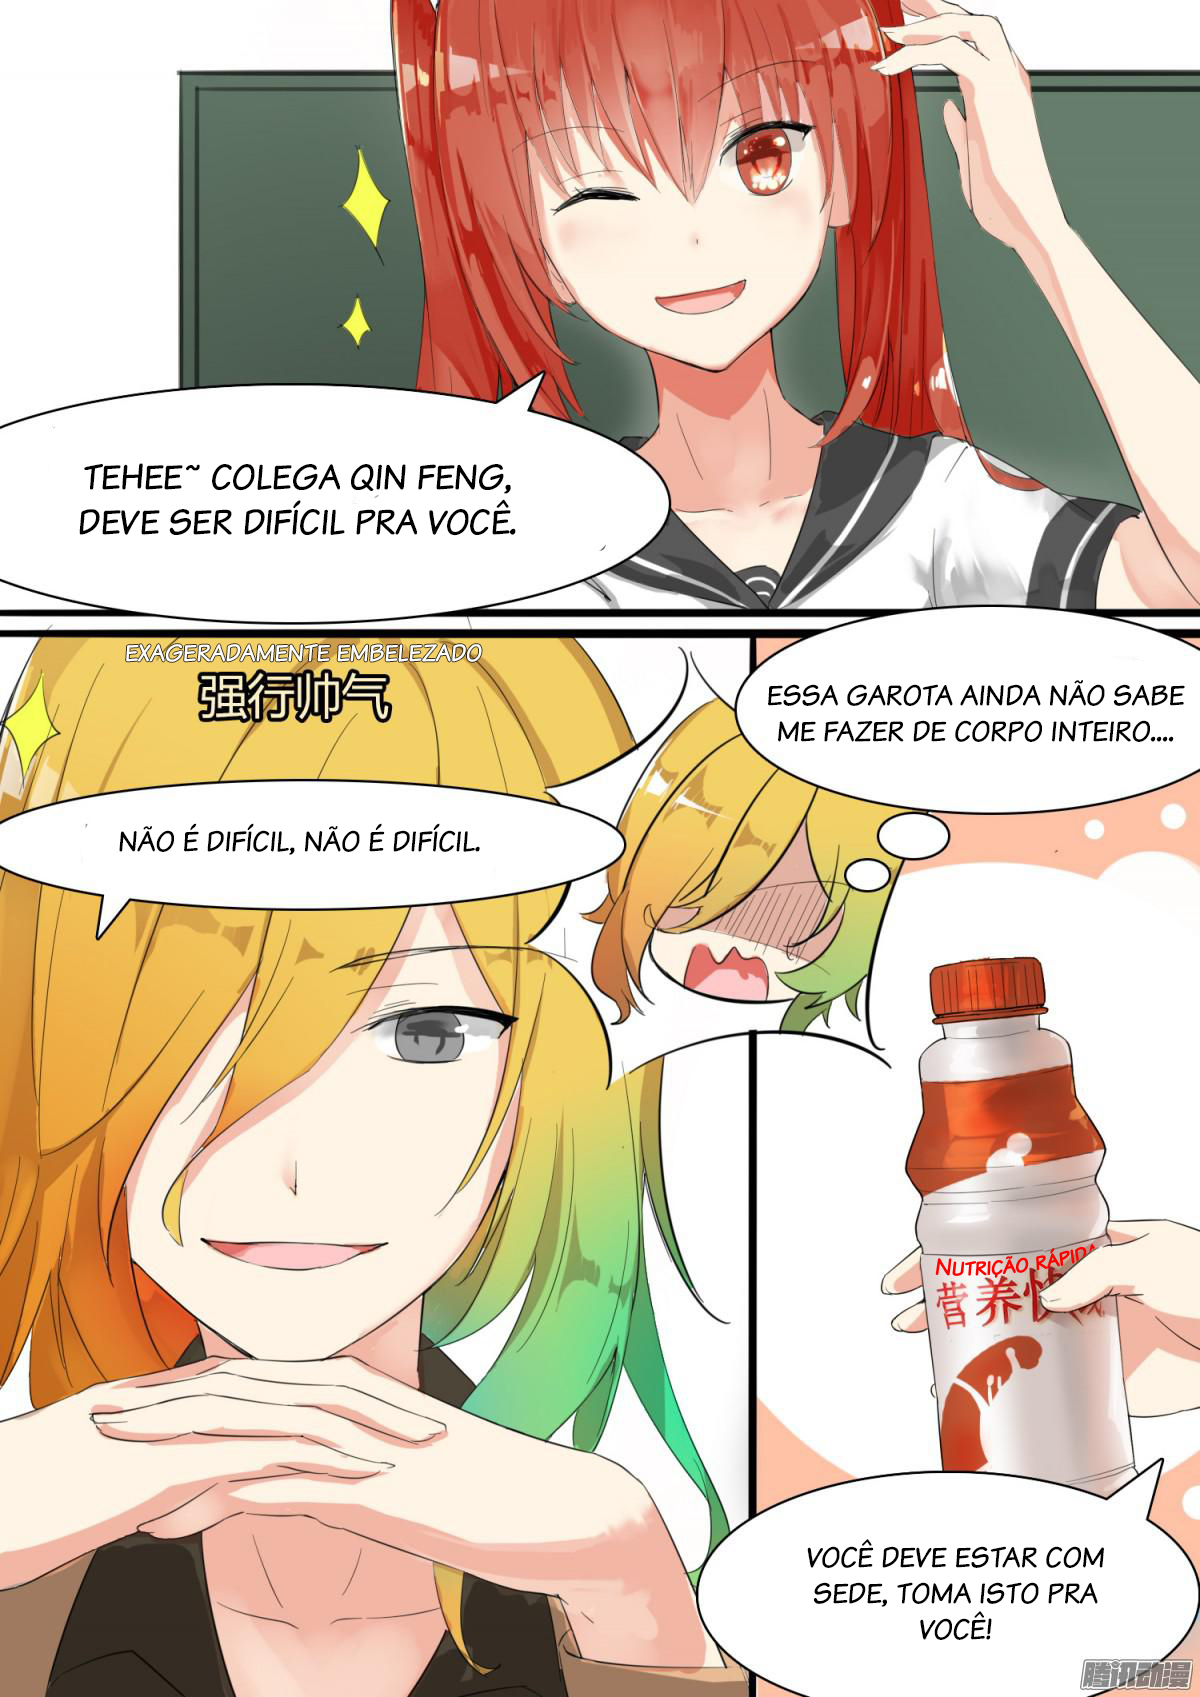 TEHEE~ COLEGA QIN FENG,
DEVE SER DIFÍCIL PRA VOCÊ.
EXAGERADAMENTE EMBELEZADO
强行帅气
ESSA GAROTA AINDA NÃO SABE
ME FAZER DE CORPO INTEIRO....
NÃO É DIFÍCIL, NÃO É DIFÍCIL.
NUTRIÇÃO RÁPIDA
营养快
VOCÊ DEVE ESTAR COM
SEDE, TOMA ISTO PRA
VOCÊ!
腾讯动漫